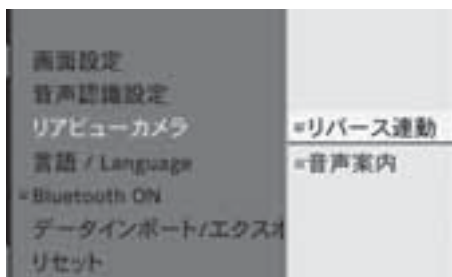 画面設定
音声認識設定
リアビューカメラ
リバース連動
言語 / Language
音声案内
Bluetooth ON
データインポート/エクスポ
リセット